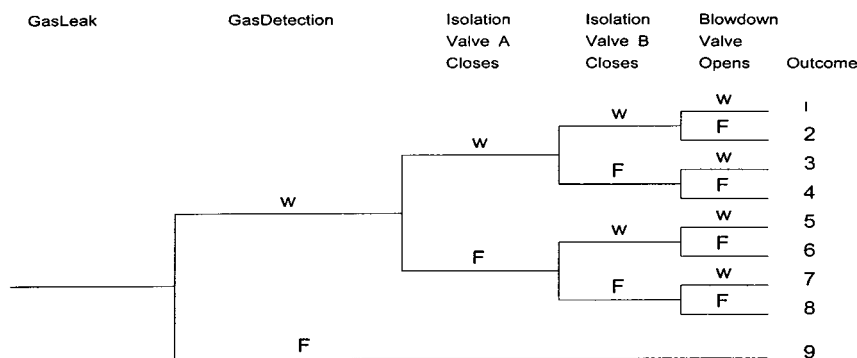 GasLeak GasDetection Isolation Valve A Closes Isolation Valve B Closes Blowdown Valve Opens Outcome
W 1
W F 2
W W 3
F F 4
W W 5
W F 6
F W 7
F F 8
F 9